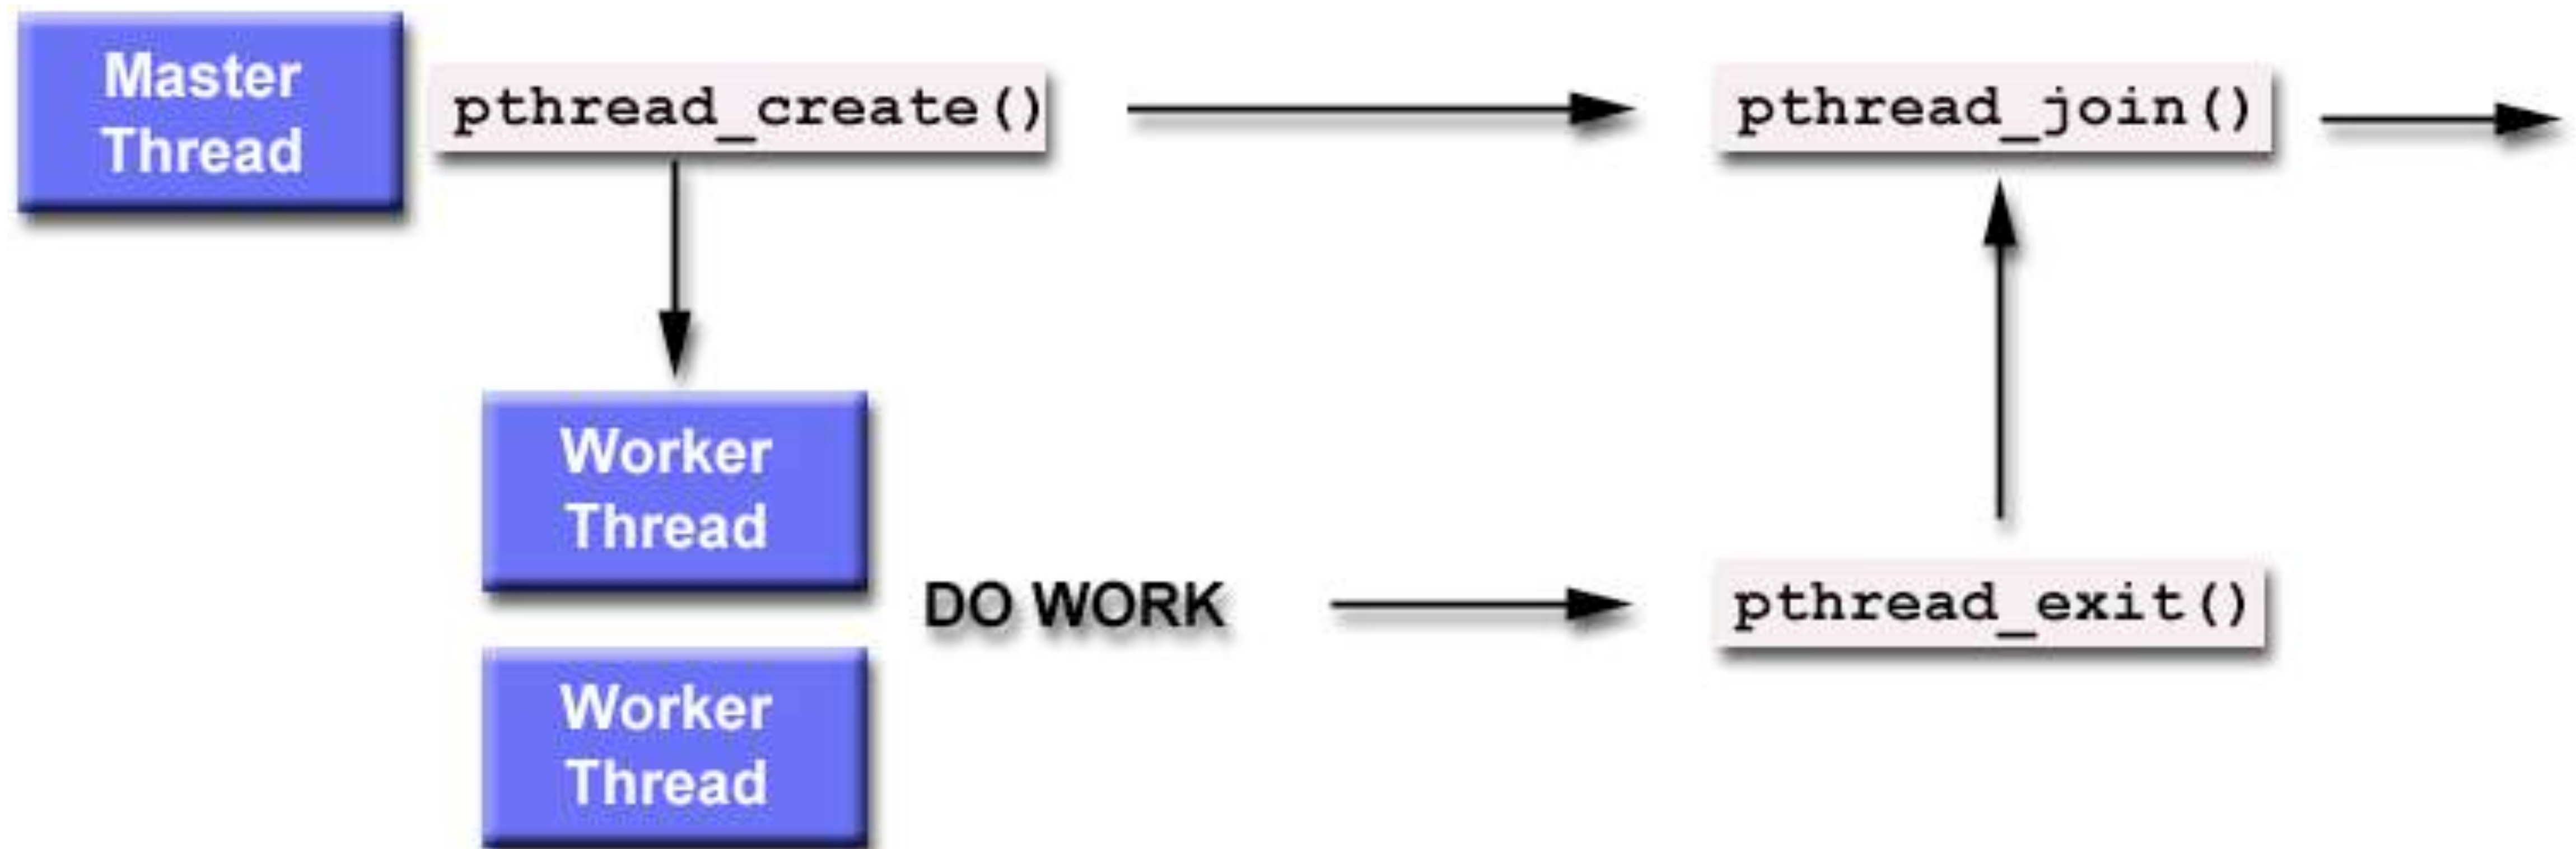 Master
Thread
pthread_create()
pthread_join()
Worker
Thread
DO WORK
pthread_exit()
Worker
Thread